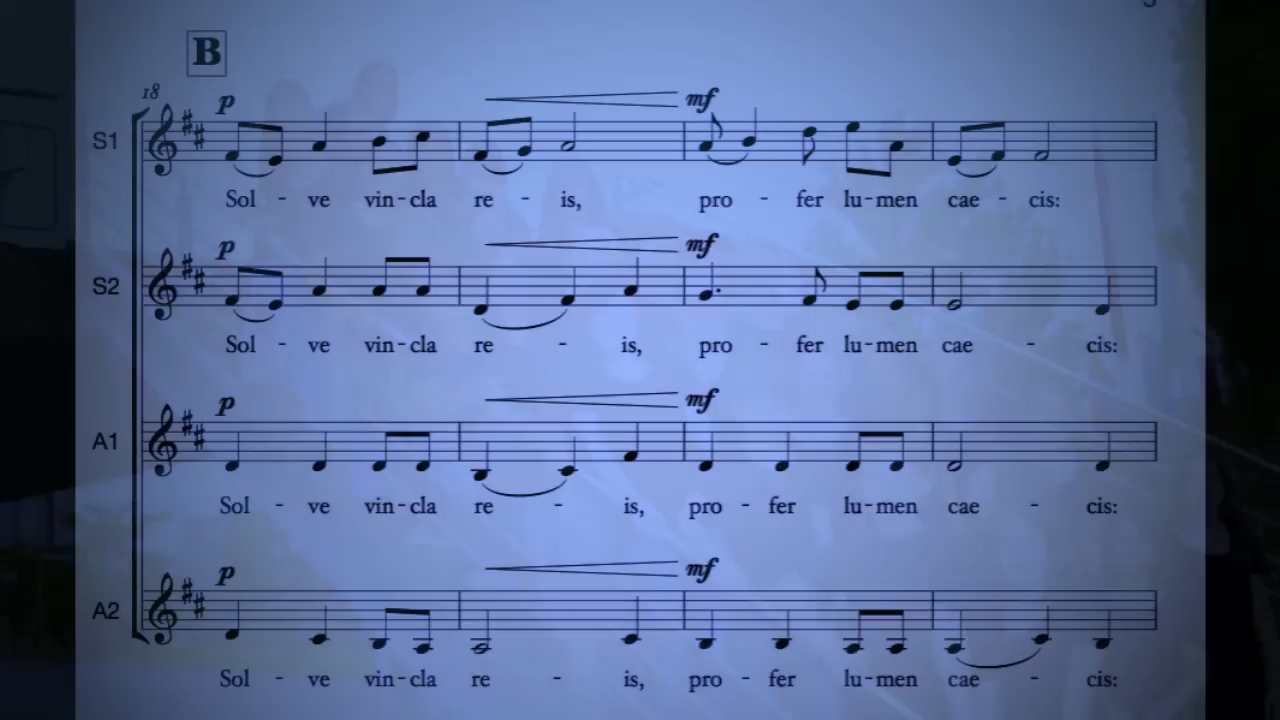 B
18
p mf
S1
Sol - ve vin-cla re - is, pro - fer lu-men cae - cis:
p mf
S2
Sol - ve vin-cla re - is, pro - fer lu-men cae - cis:
p mf
A1
Sol - ve vin-cla re - is, pro - fer lu-men cae - cis:
p mf
A2
Sol - ve vin-cla re - is, pro - fer lu-men cae - cis: